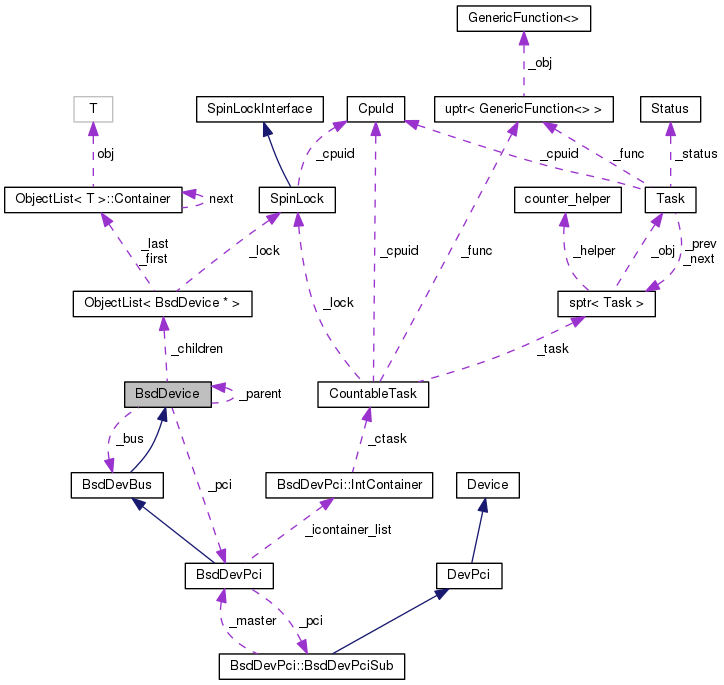 GenericFunction<>
_obj
T
SpinLockInterface
CpuId
uptr< GenericFunction<> >
Status
obj
_cpuid
_cpuid
_func
_status
ObjectList< T >::Container
next
SpinLock
counter_helper
Task
_last
_first
_lock
_cpuid
_func
_helper
_obj
_prev
_next
ObjectList< BsdDevice * >
_lock
sptr< Task >
_children
_task
BsdDevice
_parent
CountableTask
_bus
_ctask
BsdDevBus
_pci
BsdDevPci::IntContainer
Device
_icontainer_list
BsdDevPci
DevPci
_master
_pci
BsdDevPci::BsdDevPciSub